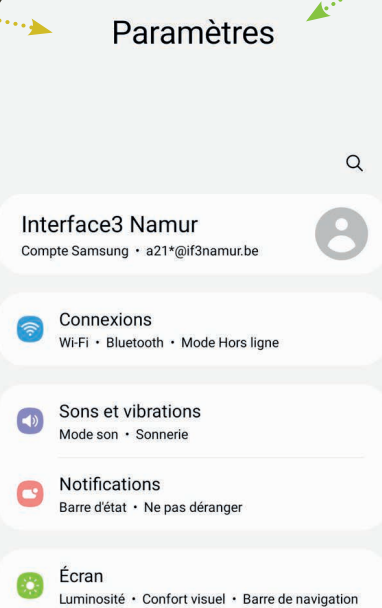 Paramètres
Interface3 Namur
Compte Samsung • a21*@if3namur.be
Connexions
Wi-Fi • Bluetooth • Mode Hors ligne
Sons et vibrations
Mode son • Sonnerie
Notifications
Barre d'état • Ne pas déranger
Écran
Luminosité • Confort visuel • Barre de navigation